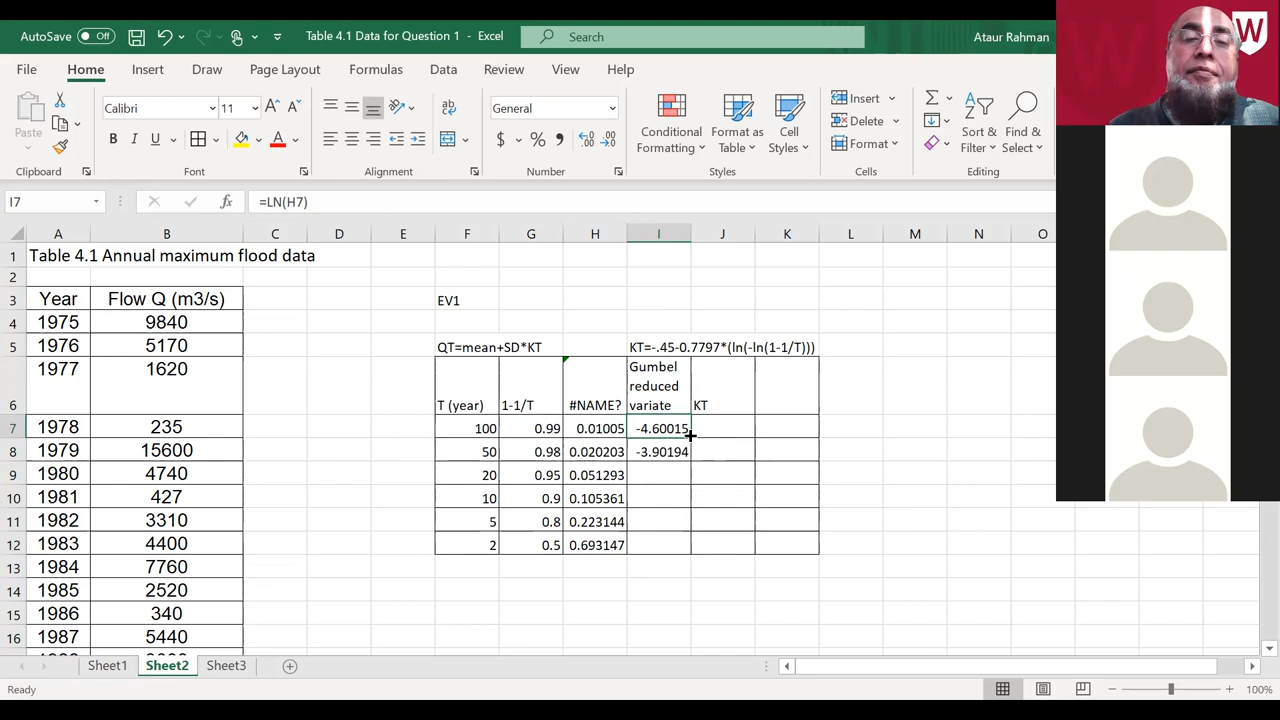 AutoSave Off Table 4.1 Data for Question 1 - Excel Search Ataur Rahman W
File Home Insert Draw Page Layout Formulas Data Review View Help
Paste Calibri 11 General Conditional Formatting Format as Table Cell Styles Insert Delete Format Sort & Filter Find & Select
Clipboard Font Alignment Number Styles Cells Editing
I7 fx =LN(H7)
A B C D E F G H I J K L M N O
1 Table 4.1 Annual maximum flood data
2
3 Year Flow Q (m3/s) EV1
4 1975 9840
5 1976 5170 QT=mean+SD*KT KT=-.45-0.7797*(ln(-ln(1-1/T)))
6 1977 1620 T (year) 1-1/T #NAME? Gumbel reduced variate KT
7 1978 235 100 0.99 0.01005 -4.60015
8 1979 15600 50 0.98 0.020203 -3.90194
9 1980 4740 20 0.95 0.051293
10 1981 427 10 0.9 0.105361
11 1982 3310 5 0.8 0.223144
12 1983 4400 2 0.5 0.693147
13 1984 7760
14 1985 2520
15 1986 340
16 1987 5440
Sheet1 Sheet2 Sheet3
Ready 100%